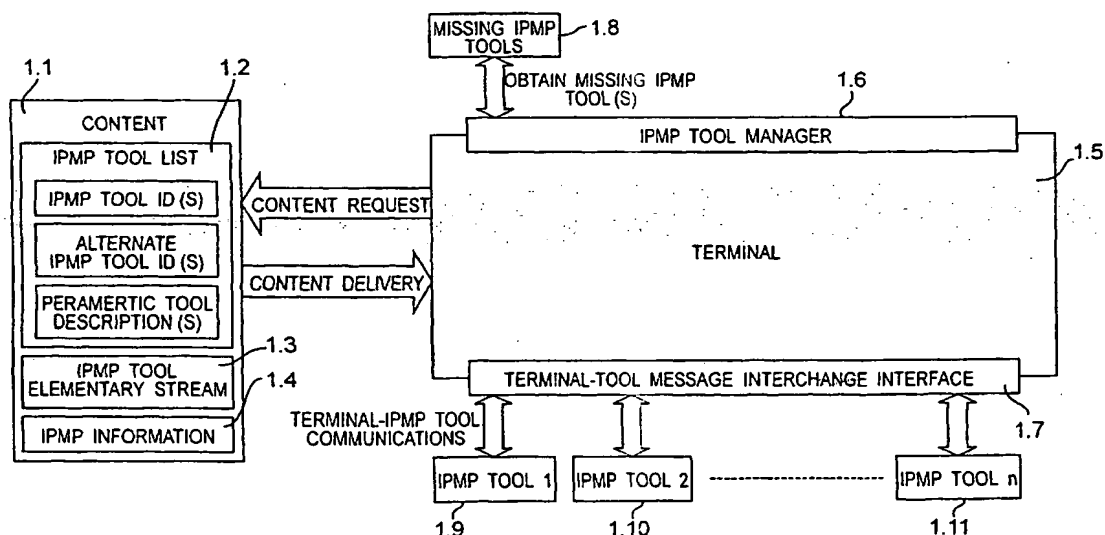 MISSING IPMP
TOOLS
1.8
OBTAIN MISSING IPMP
TOOL(S)
1.1
1.2
CONTENT
IPMP TOOL LIST
IPMP TOOL ID(S)
ALTERNATE
IPMP TOOL ID(S)
PERAMERTIC TOOL
DESCRIPTION(S)
1.3
IPMP TOOL
ELEMENTARY STREAM
1.4
IPMP INFORMATION
CONTENT REQUEST
CONTENT DELIVERY
1.6
IPMP TOOL MANAGER
1.5
TERMINAL
TERMINAL-TOOL MESSAGE INTERCHANGE INTERFACE
1.7
TERMINAL-IPMP TOOL
COMMUNICATIONS
IPMP TOOL 1
IPMP TOOL 2
IPMP TOOL n
1.9
1.10
1.11